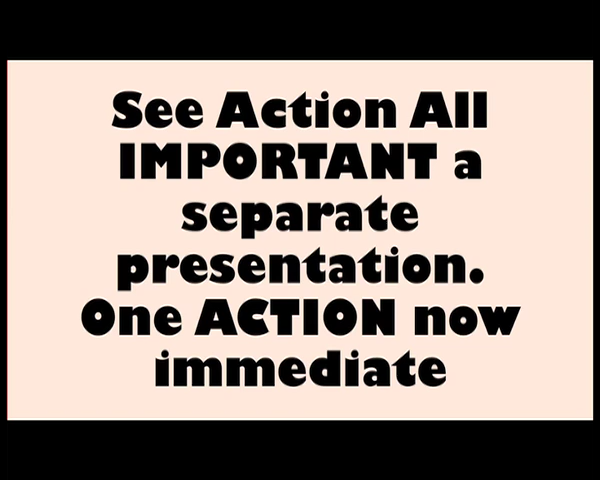 See Action All
IMPORTANT a
separate
presentation.
One ACTION now
immediate